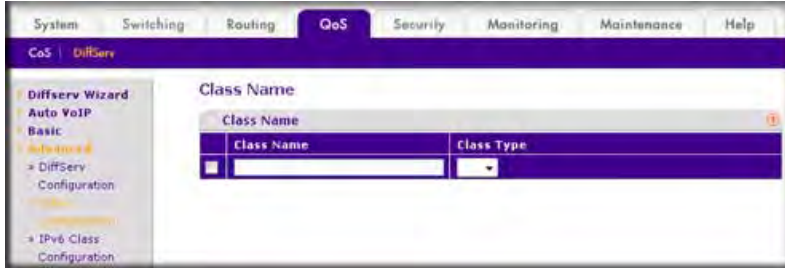 System Switching Routing QoS Security Monitoring Maintenance Help
CoS DiffServ
Diffserv Wizard
Auto VoIP
Basic
Advanced
» DiffServ
Configuration
» IPv6 Class
Configuration
Class Name
Class Name
Class Name Class Type